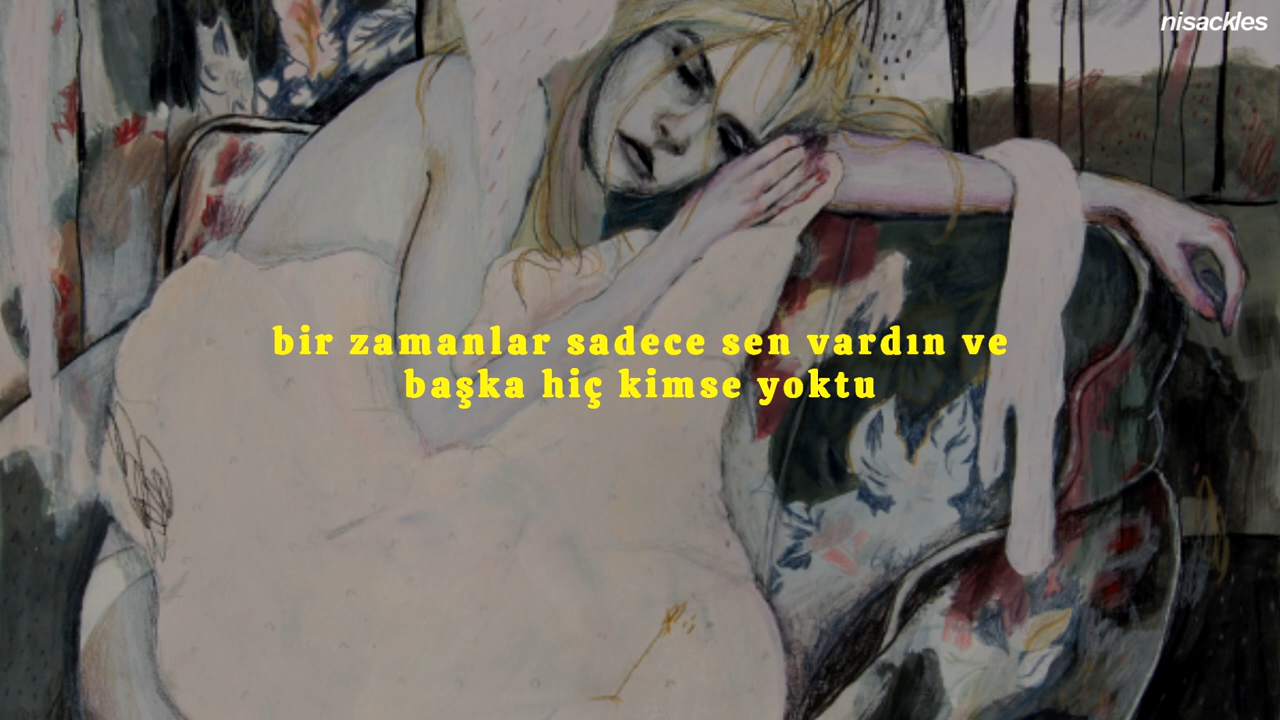 nisackles
bir zamanlar sadece sen vardın ve
başka hiç kimse yoktu